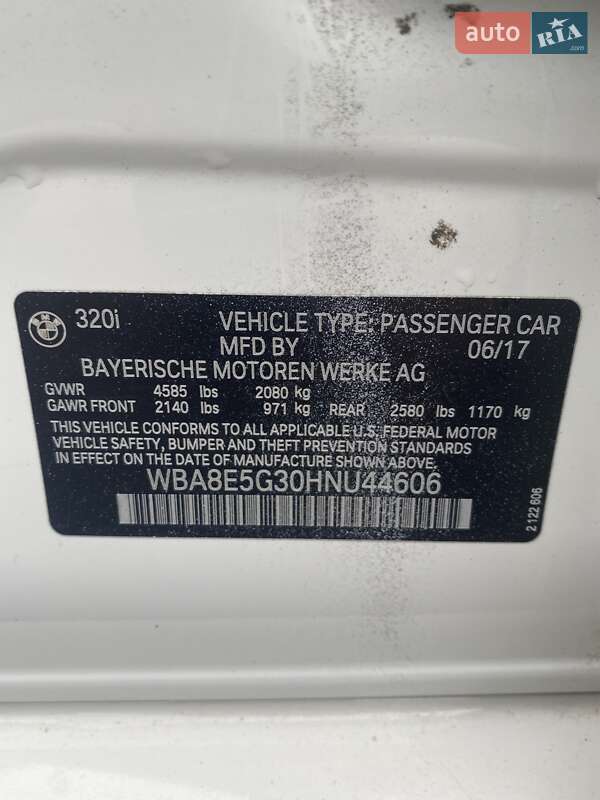 auto RIA .com
320i VEHICLE TYPE: PASSENGER CAR
MFD BY 06/17
BAYERISCHE MOTOREN WERKE AG
GVWR 4585 lbs 2080 kg
GAWR FRONT 2140 lbs 971 kg REAR 2580 lbs 1170 kg
THIS VEHICLE CONFORMS TO ALL APPLICABLE U.S. FEDERAL MOTOR
VEHICLE SAFETY, BUMPER AND THEFT PREVENTION STANDARDS
IN EFFECT ON THE DATE OF MANUFACTURE SHOWN ABOVE.
WBA8E5G30HNU44606
2 122 606